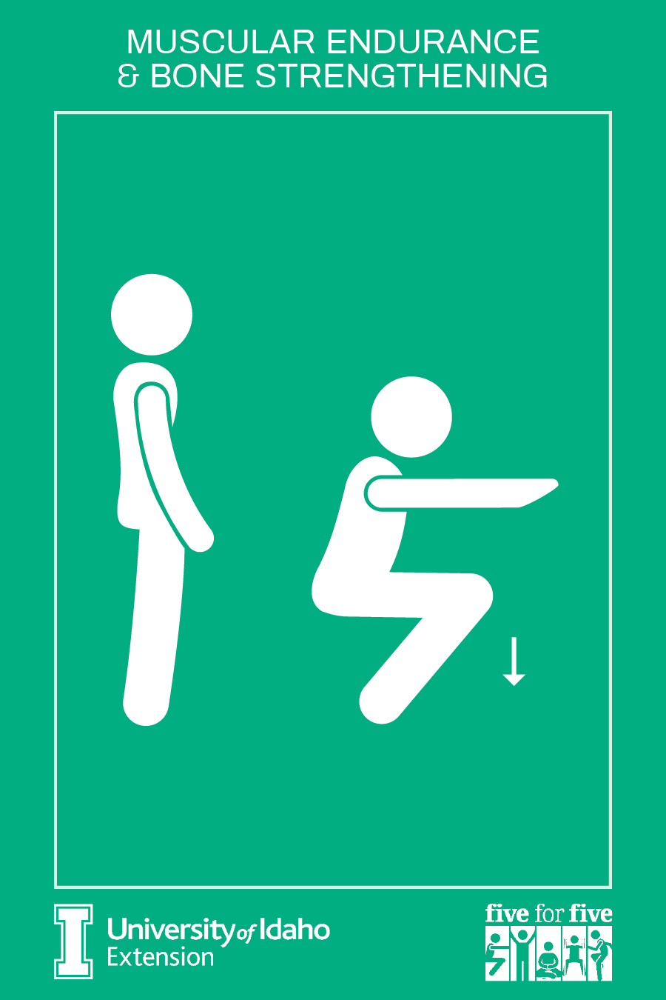 MUSCULAR ENDURANCE
& BONE STRENGTHENING
I
University of Idaho
Extension
five for five